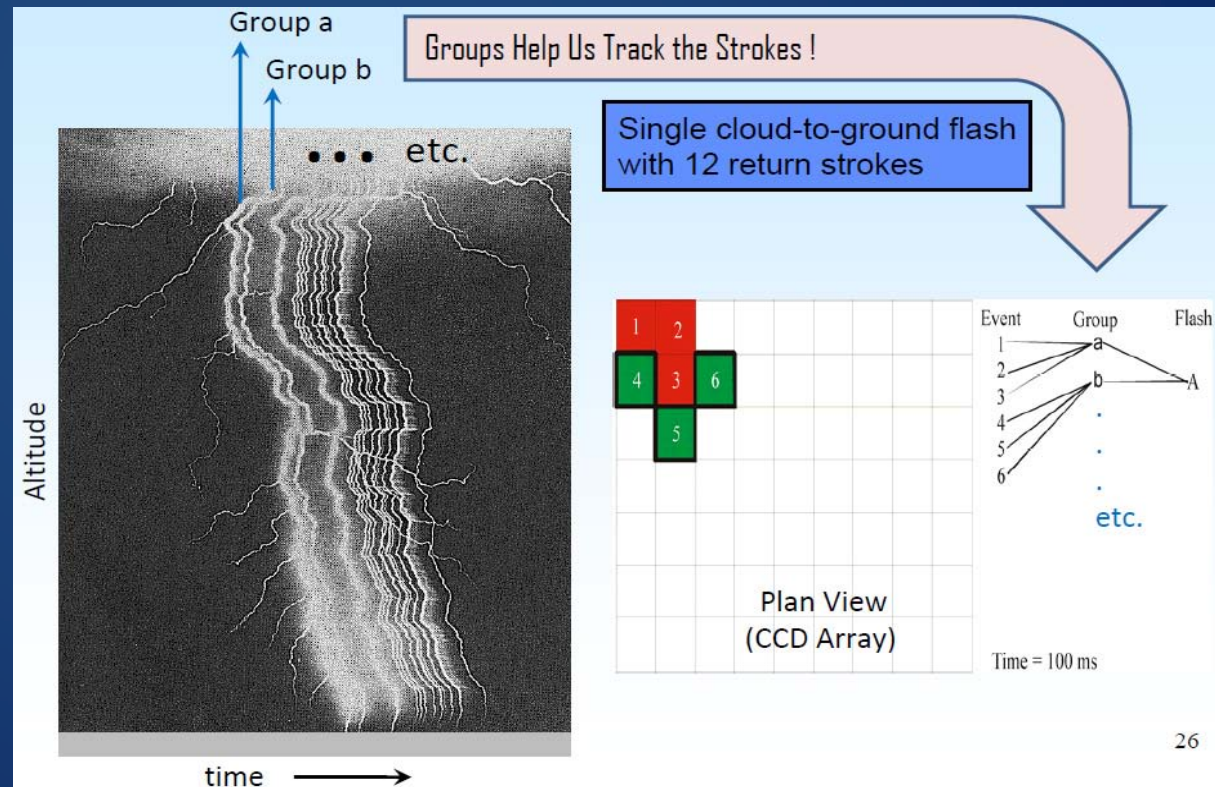 Group a
Group b
Groups Help Us Track the Strokes !
Single cloud-to-ground flash
with 12 return strokes
• • • etc.
Altitude
time
1 2
4 3 6
5
Plan View
(CCD Array)
Event Group Flash
1
2
3
4
5
6
a
b
A
.
.
.
etc.
Time = 100 ms
26